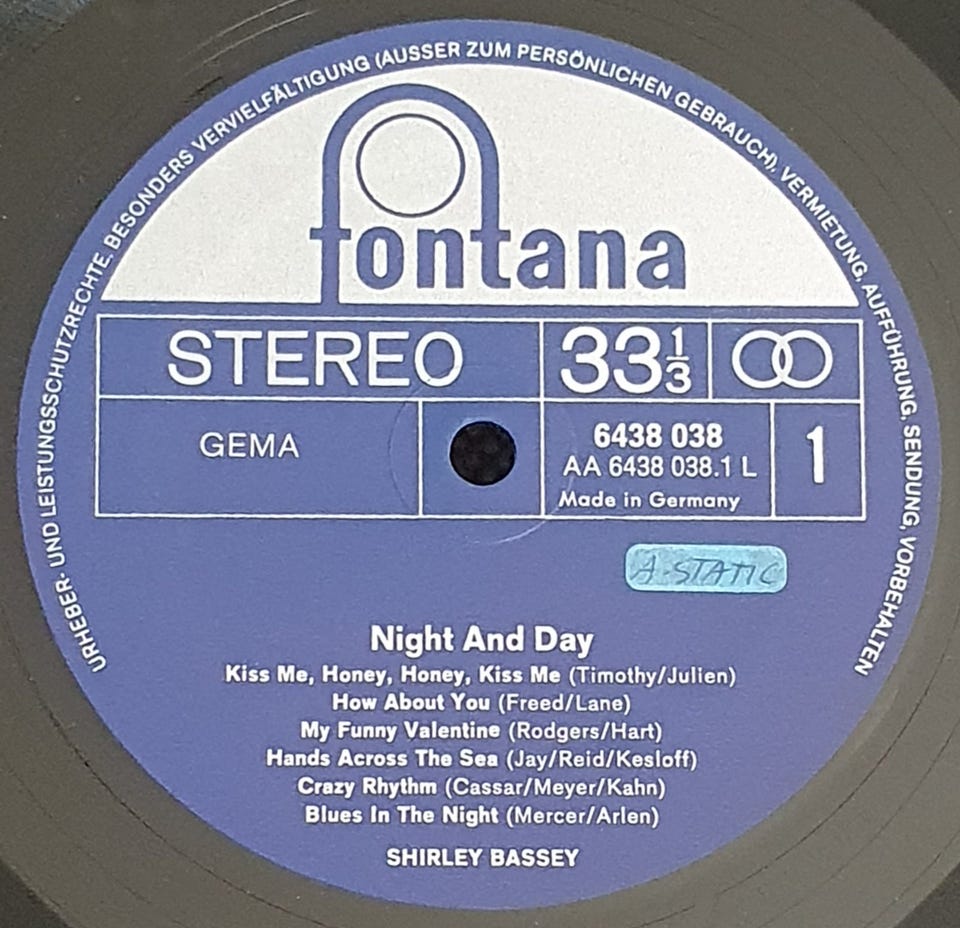 URHEBER- UND LEISTUNGSSCHUTZRECHTE, BESONDERS VERVIELFÄLTIGUNG (AUSSER ZUM PERSÖNLICHEN GEBRAUCH), VERMIETUNG, AUFFÜHRUNG, SENDUNG, VORBEHALTEN
fontana
STEREO 33 1/3
GEMA
6438 038
AA 6438 038.1 L
Made in Germany
1
A-STATIC
Night And Day
Kiss Me, Honey, Honey, Kiss Me (Timothy/Julien)
How About You (Freed/Lane)
My Funny Valentine (Rodgers/Hart)
Hands Across The Sea (Jay/Reid/Kesloff)
Crazy Rhythm (Cassar/Meyer/Kahn)
Blues In The Night (Mercer/Arlen)
SHIRLEY BASSEY